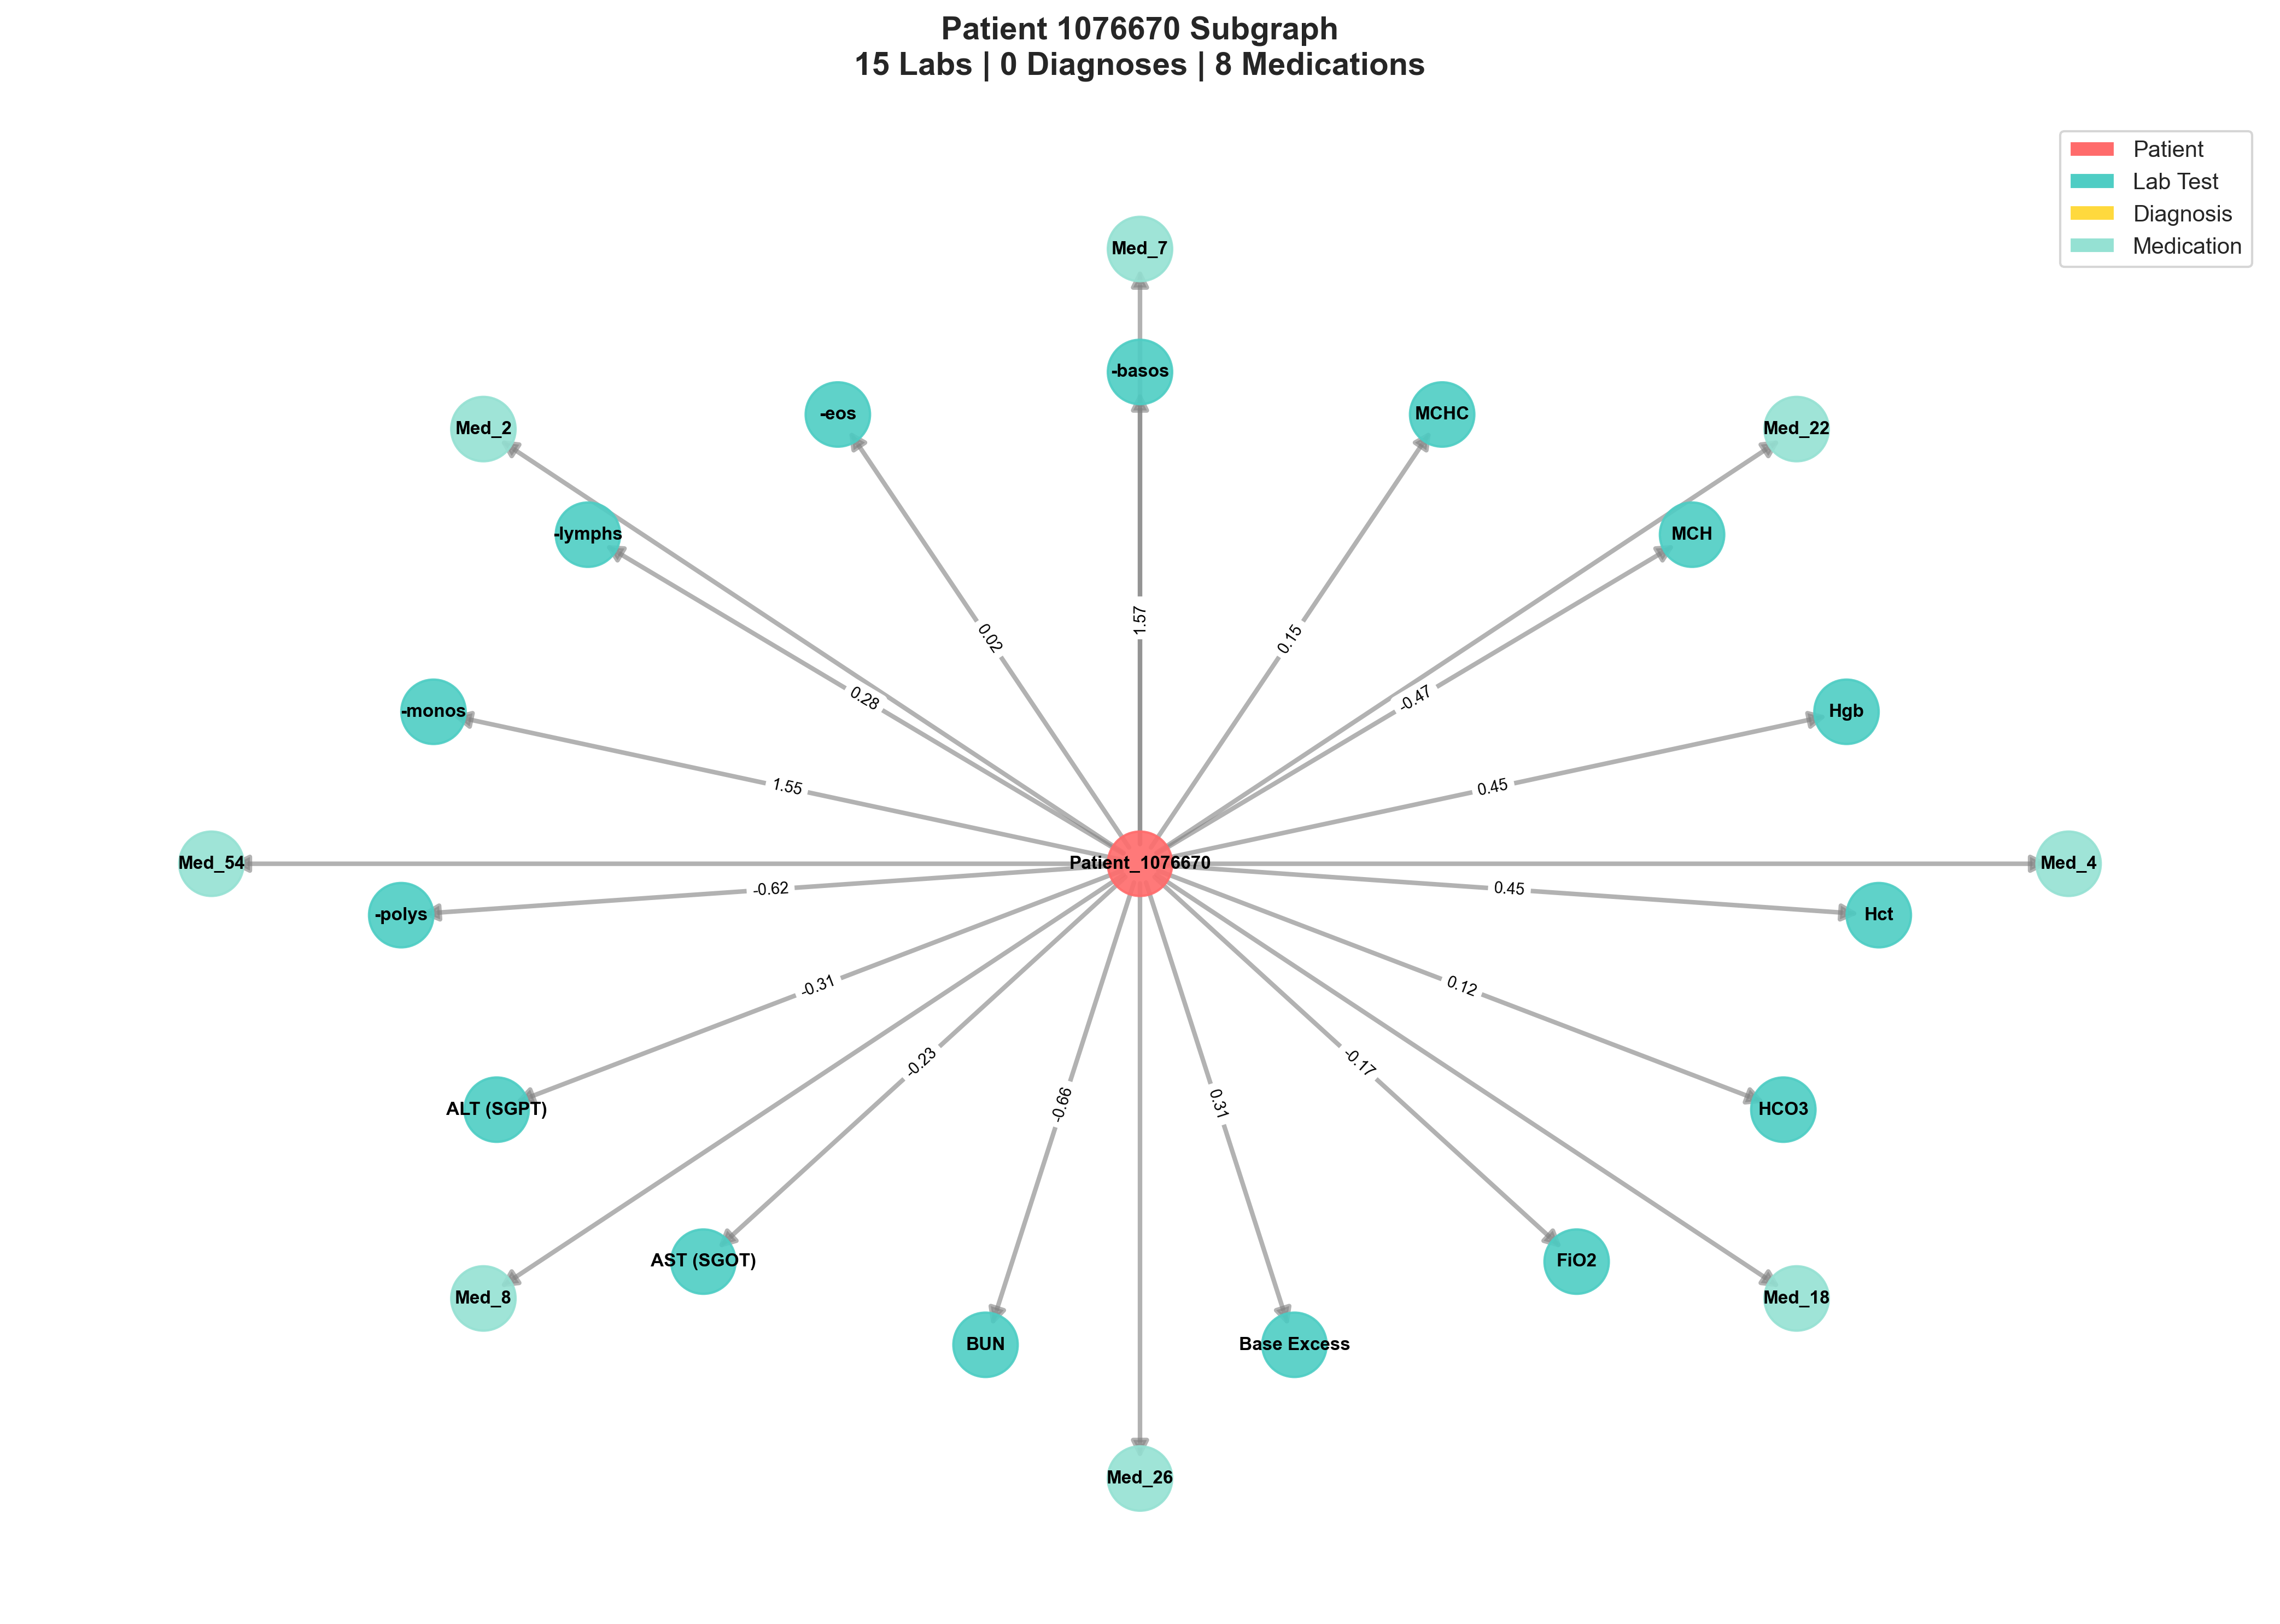 Patient 1076670 Subgraph
15 Labs | 0 Diagnoses | 8 Medications
Patient
Lab Test
Diagnosis
Medication
Med_7
-basos
-eos
MCHC
Med_2
Med_22
-lymphs
MCH
1.57
0.02
0.15
0.28
-0.47
-monos
Hgb
1.55
0.45
Med_54
Patient_1076670
Med_4
-0.62
0.45
-polys
Hct
-0.31
0.12
-0.23
-0.17
-0.66
0.31
ALT (SGPT)
HCO3
AST (SGOT)
FiO2
Med_8
Med_18
BUN
Base Excess
Med_26